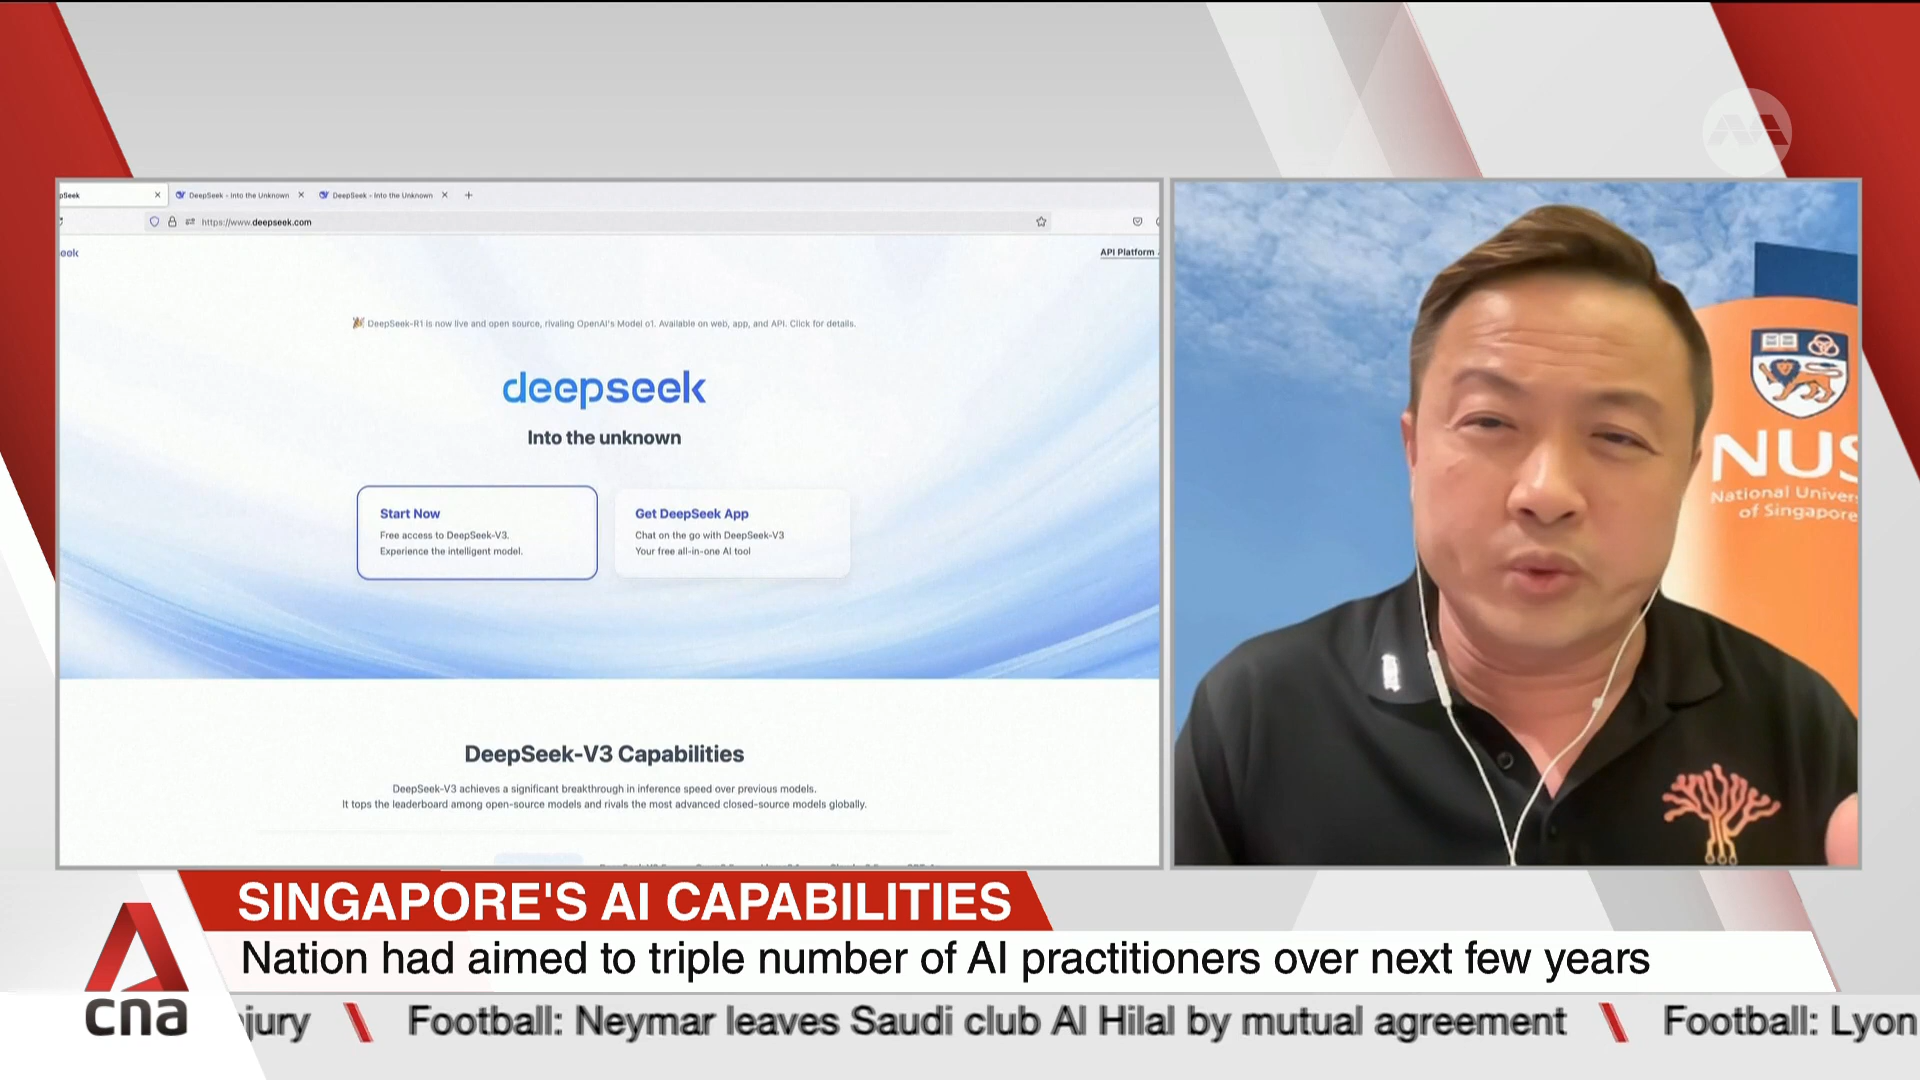 pSeek
DeepSeek - Into the Unknown
DeepSeek - Into the Unknown
https://www.deepseek.com
eek
API Platform
DeepSeek-R1 is now live and open source, rivaling OpenAI's Model o1. Available on web, app, and API. Click for details.
deepseek
Into the unknown
Start Now
Free access to DeepSeek-V3.
Experience the intelligent model.
Get DeepSeek App
Chat on the go with DeepSeek-V3
Your free all-in-one AI tool
DeepSeek-V3 Capabilities
DeepSeek-V3 achieves a significant breakthrough in inference speed over previous models.
It tops the leaderboard among open-source models and rivals the most advanced closed-source models globally.
NUS
National Univer
of Singapore
SINGAPORE'S AI CAPABILITIES
Nation had aimed to triple number of AI practitioners over next few years
cna
jury
Football: Neymar leaves Saudi club Al Hilal by mutual agreement
Football: Lyon